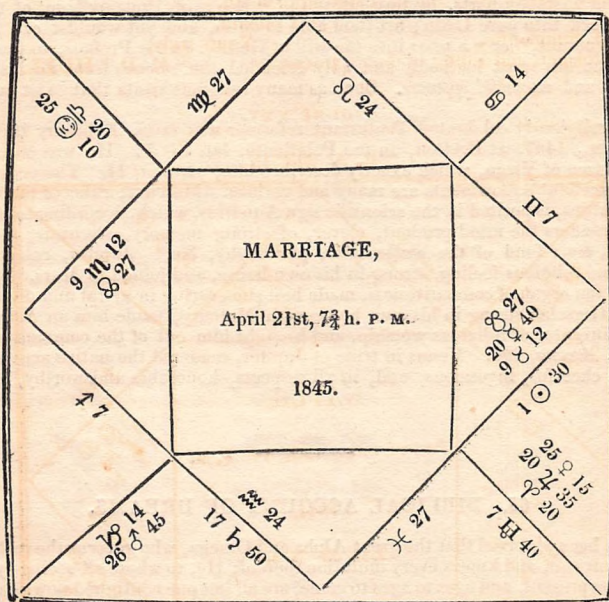 ♍ 27
♌ 24
♋ 14
25 ☽ 10
♎ 20
♊ 7
9 ♏ 12
☊ 27
MARRIAGE,
April 21st, 7¾ h. P. M.
1845.
☋ 27
20 ☿ 40
9 ♉ 12
1 ☉ 30
♐ 7
♑ 14
26 ♂ 45
♒ 24
17 ♄ 50
♓ 27
25 ♀ 15
20 ♃ 35
♈ 20
7 ♅ 40